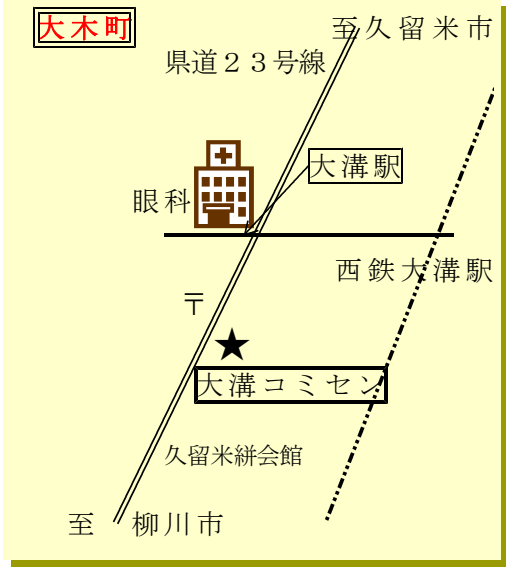 大木町
至久留米市
県道２３号線
大溝駅
眼科
西鉄大溝駅
〒
★
大溝コミセン
久留米絣会館
至 柳川市